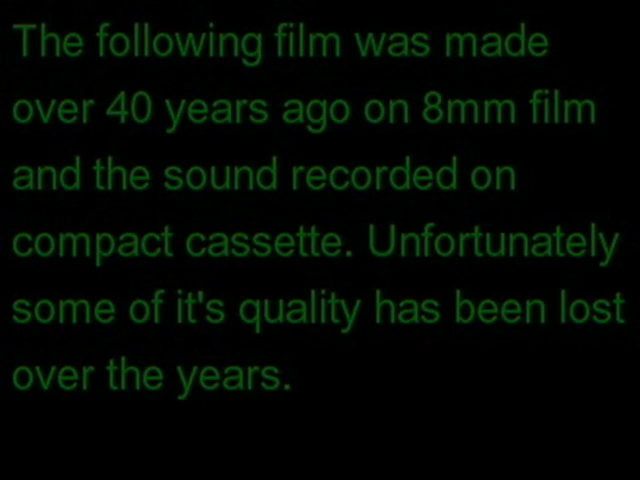 The following film was made
over 40 years ago on 8mm film
and the sound recorded on
compact cassette. Unfortunately
some of it's quality has been lost
over the years.